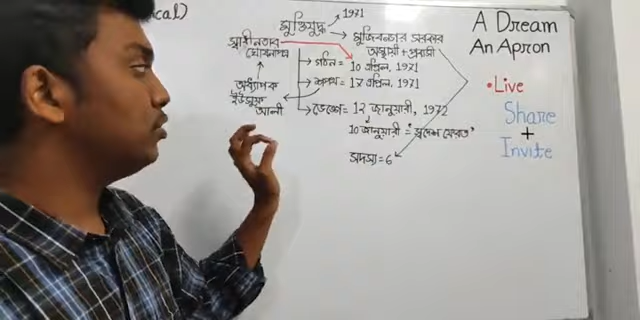 cal)
মুক্তিযুদ্ধ → 1971
→ মুজিবনগর সরকার
অস্থায়ী + প্রবাসী
স্বাধীনতার
ঘোষণাপত্র
অধ্যাপক
ইউসুফ
আলী
→ গঠন = 10 এপ্রিল, 1971
→ শপথ = 17 এপ্রিল, 1971
→ ভেঙ্গে = 12 জানুয়ারী, 1972
10 জানুয়ারী = "স্বদেশ ফেরত"
সদস্য = 6
A Dream
An Apron
• Live
Share
+
Invite